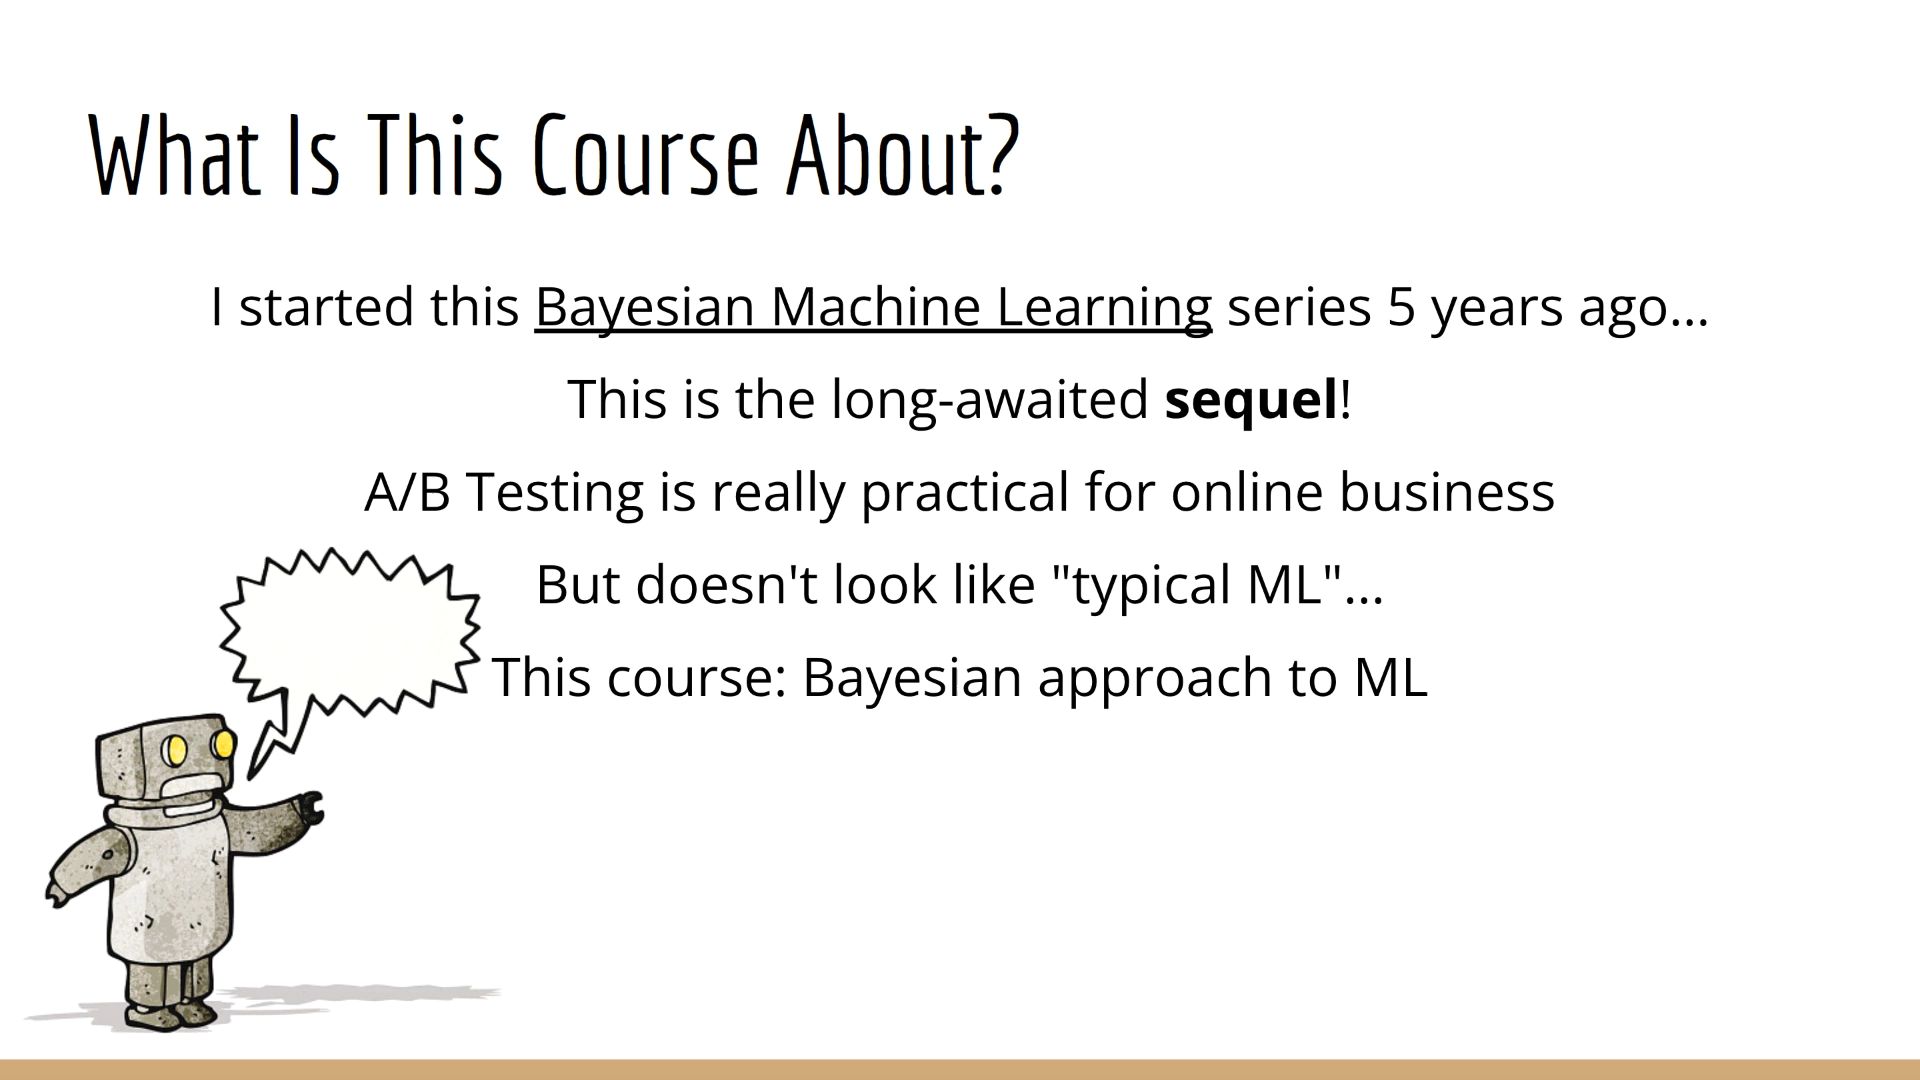 What Is This Course About?
I started this Bayesian Machine Learning series 5 years ago...
This is the long-awaited sequel!
A/B Testing is really practical for online business
But doesn't look like "typical ML"...
This course: Bayesian approach to ML